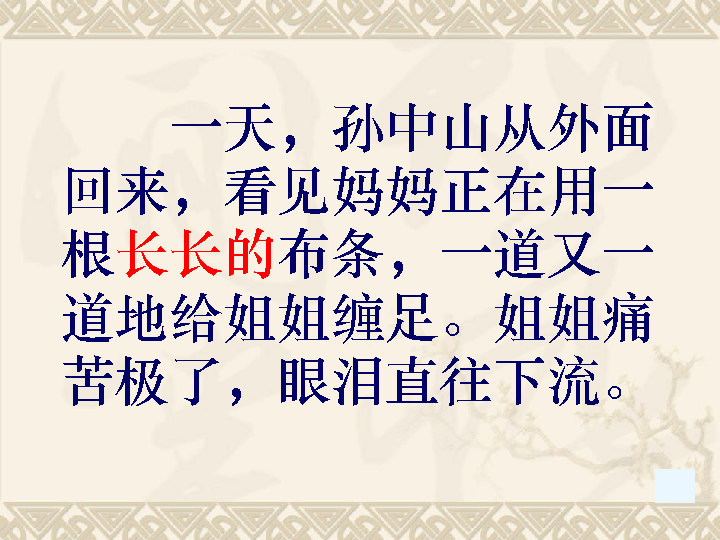 一天，孙中山从外面
回来，看见妈妈正在用一
根长长的布条，一道又一
道地给姐姐缠足。姐姐痛
苦极了，眼泪直往下流。